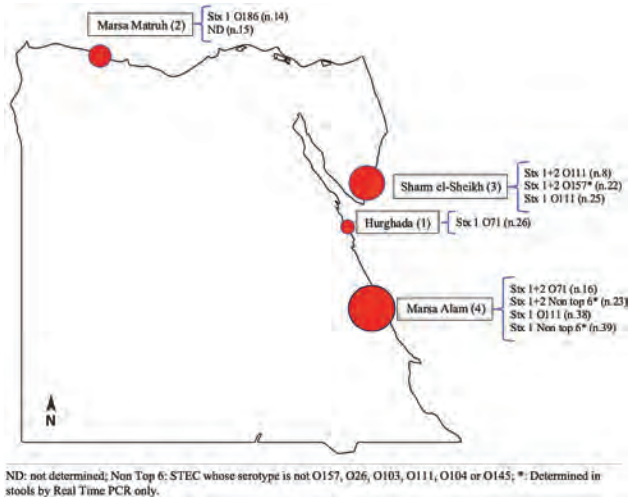 Marsa Matruh (2)
Stx 1 O186 (n.14)
ND (n.15)
Sharm el-Sheikh (3)
Stx 1+2 O111 (n.8)
Stx 1+2 O157* (n.22)
Stx 1 O111 (n.25)
Hurghada (1)
Stx 1 O71 (n.26)
Marsa Alam (4)
Stx 1+2 O71 (n.16)
Stx 1+2 Non top 6* (n.23)
Stx 1 O111 (n.38)
Stx 1 Non top 6* (n.39)
N
ND: not determined; Non Top 6: STEC whose serotype is not O157, O26, O103, O111, O104 or O145; *: Determined in
stools by Real Time PCR only.